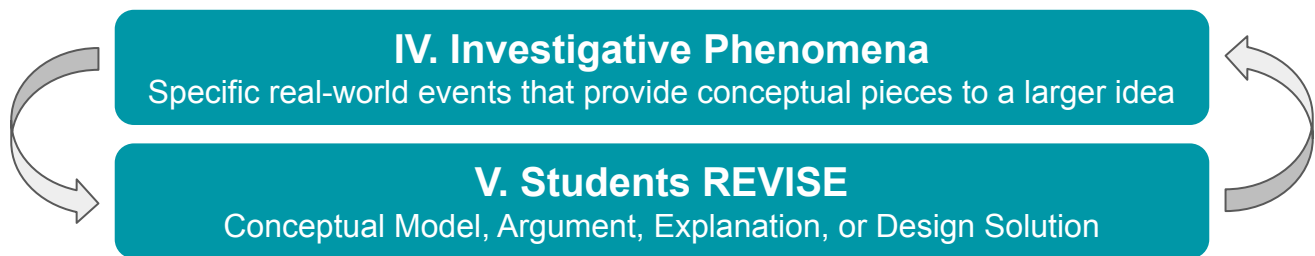 IV. Investigative Phenomena
Specific real-world events that provide conceptual pieces to a larger idea
V. Students REVISE
Conceptual Model, Argument, Explanation, or Design Solution